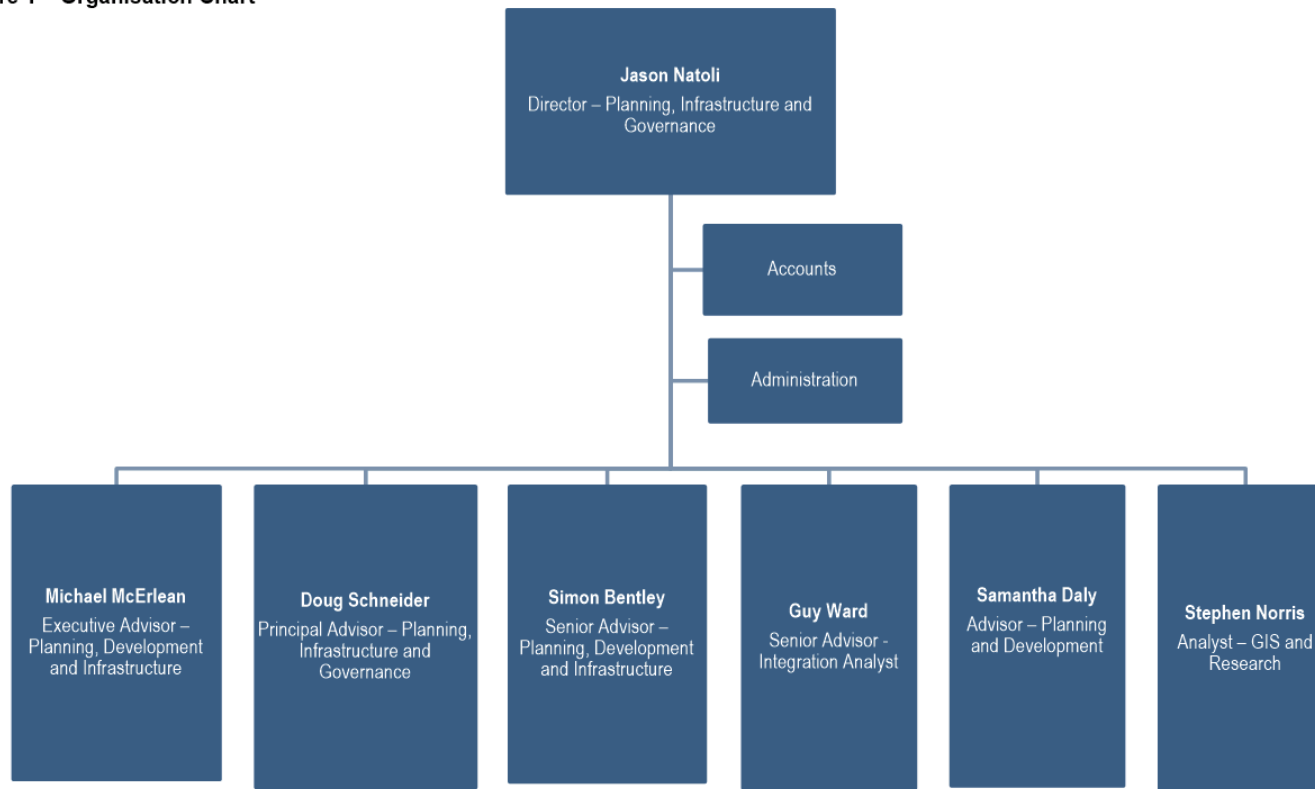 Organisation Chart
Jason Natoli
Director – Planning, Infrastructure and
Governance
Accounts
Administration
Michael McErlean
Executive Advisor –
Planning, Development
and Infrastructure
Doug Schneider
Principal Advisor – Planning,
Infrastructure and
Governance
Simon Bentley
Senior Advisor –
Planning, Development
and Infrastructure
Guy Ward
Senior Advisor -
Integration Analyst
Samantha Daly
Advisor – Planning
and Development
Stephen Norris
Analyst – GIS and
Research